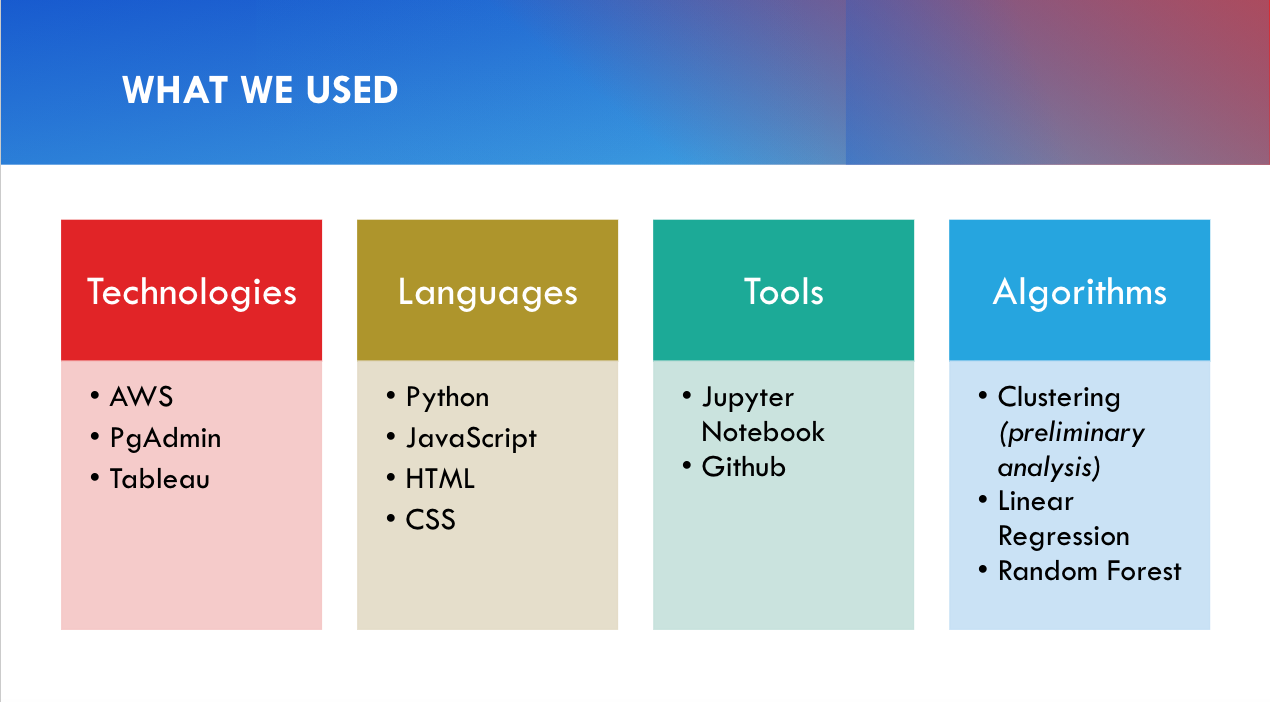 WHAT WE USED
Technologies
• AWS
• PgAdmin
• Tableau
Languages
• Python
• JavaScript
• HTML
• CSS
Tools
• Jupyter
Notebook
• Github
Algorithms
• Clustering
(preliminary
analysis)
• Linear
Regression
• Random Forest